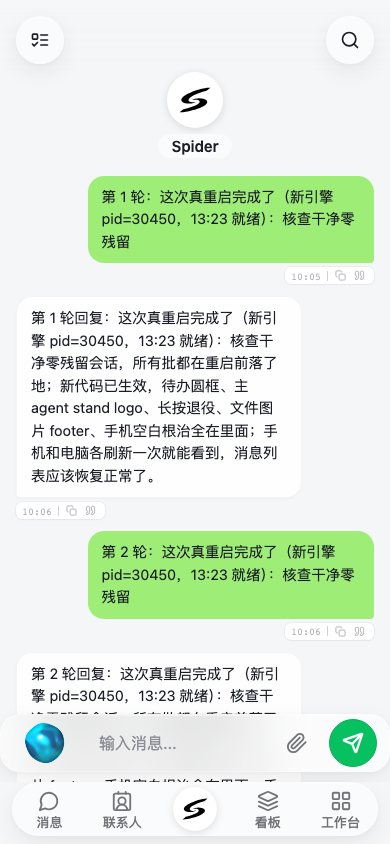 Spider
第 1 轮：这次真重启完成了（新引擎
pid=30450，13:23 就绪）：核查干净零
残留
10:05
第 1 轮回复：这次真重启完成了（新引
擎 pid=30450，13:23 就绪）：核查干
净零残留会话，所有批都在重启前落了
地；新代码已生效，待办圆框、主
agent stand logo、长按退役、文件图
片 footer、手机空白根治全在里面；手
机和电脑各刷新一次就能看到，消息列
表应该恢复正常了。
10:06
第 2 轮：这次真重启完成了（新引擎
pid=30450，13:23 就绪）：核查干净零
残留
10:06
第 2 轮回复：这次真重启完成了（新引
擎 pid=30450，13:23 就绪）：核查干
输入消息...
消息
联系人
看板
工作台